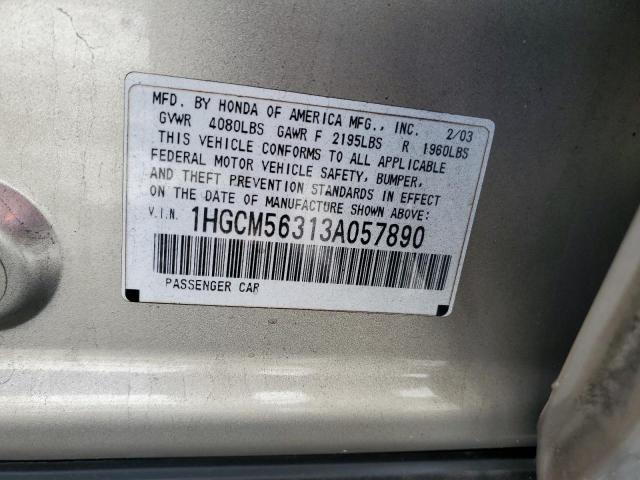 MFD. BY HONDA OF AMERICA MFG., INC. 2/03
GVWR 4080LBS GAWR F 2195LBS R 1960LBS
THIS VEHICLE CONFORMS TO ALL APPLICABLE
FEDERAL MOTOR VEHICLE SAFETY, BUMPER,
AND THEFT PREVENTION STANDARDS IN EFFECT
ON THE DATE OF MANUFACTURE SHOWN ABOVE:
V.I.N. 1HGCM56313A057890
PASSENGER CAR